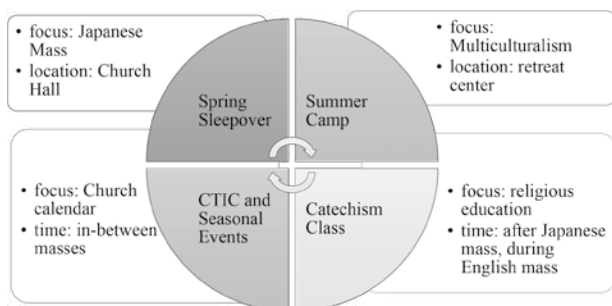 • focus: Japanese
Mass
• location: Church
Hall
• focus:
Multiculturalism
• location: retreat
center
Spring
Sleepover
Summer
Camp
CTIC and
Seasonal
Events
Catechism
Class
• focus: Church
calendar
• time: in-between
masses
• focus: religious
education
• time: after Japanese
mass, during
English mass